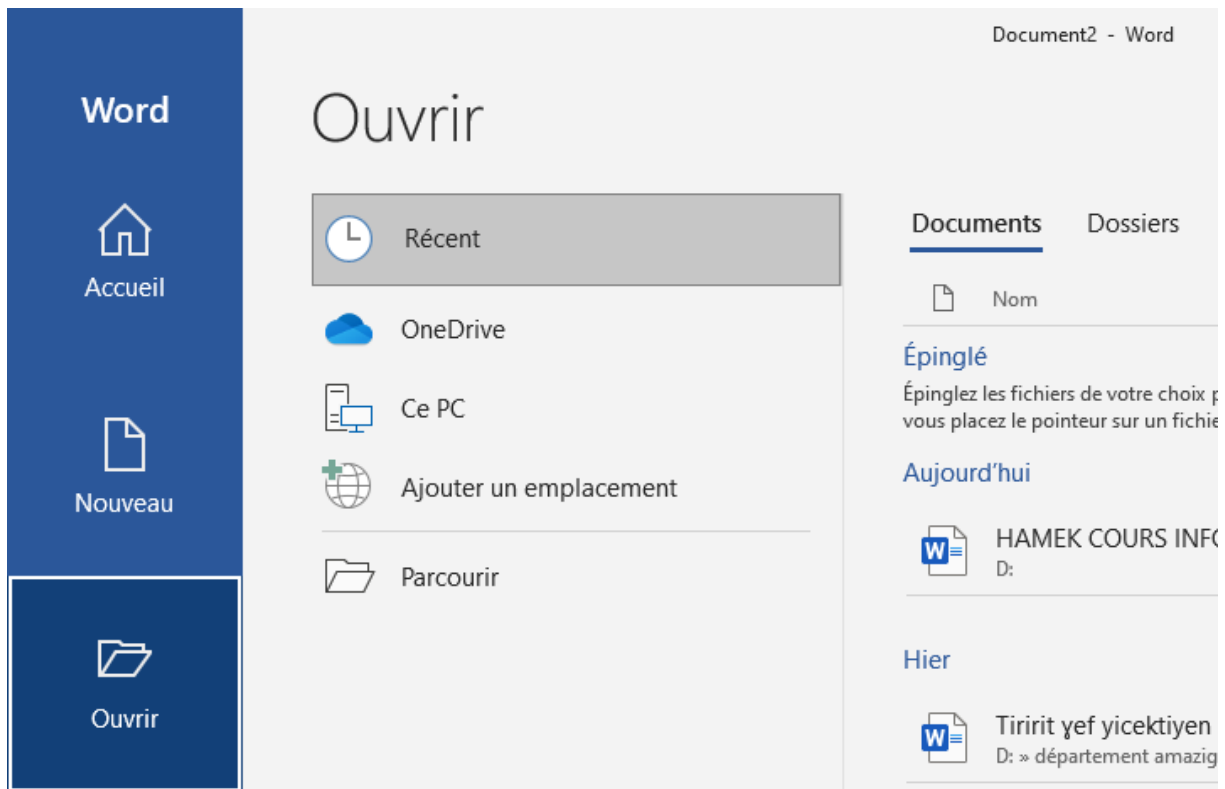 Document2 - Word
Word
Accueil
Nouveau
Ouvrir
Ouvrir
Récent
OneDrive
Ce PC
Ajouter un emplacement
Parcourir
Documents Dossiers
Nom
Épinglé
Épinglez les fichiers de votre choix p
vous placez le pointeur sur un fichie
Aujourd'hui
HAMEK COURS INFO
D:
Hier
Tiririt ɣef yicektiyen
D: » département amazig